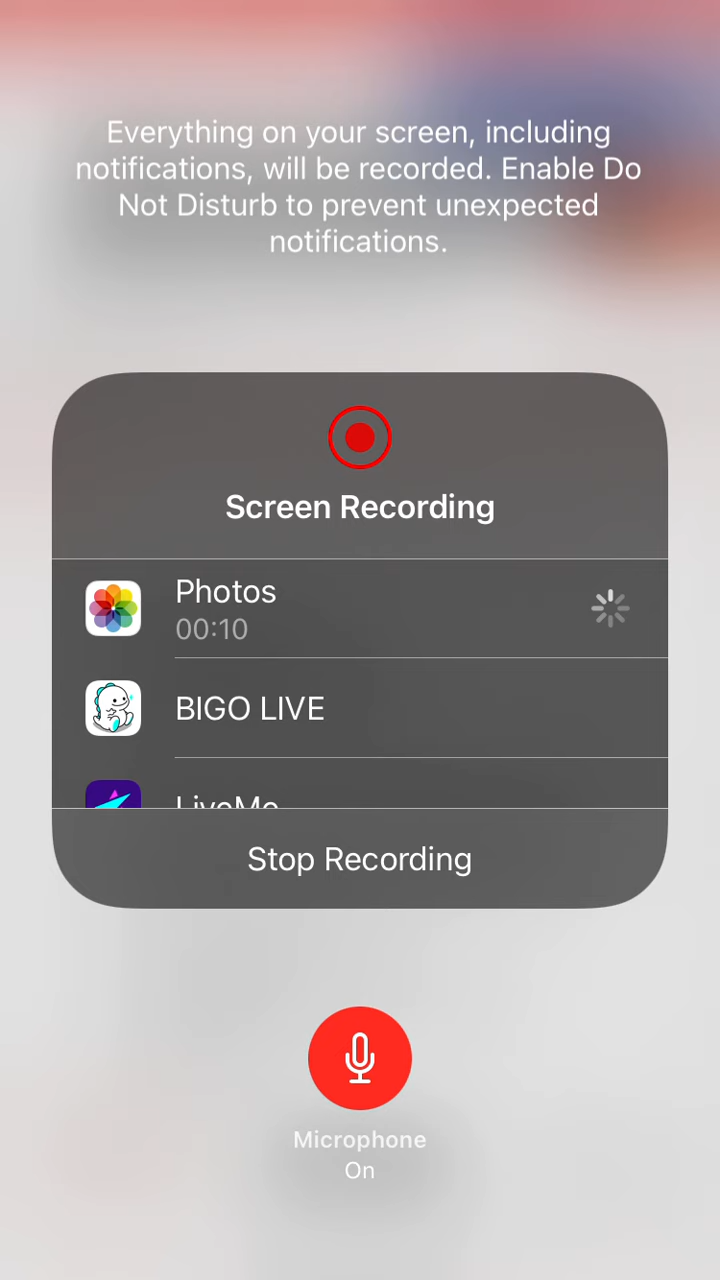 Everything on your screen, including
notifications, will be recorded. Enable Do
Not Disturb to prevent unexpected
notifications.
Screen Recording
Photos
00:10
BIGO LIVE
LiveMe
Stop Recording
Microphone
On